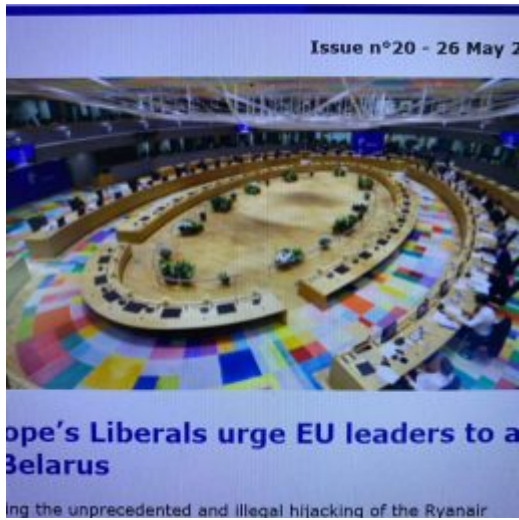 Issue n°20 - 26 May 2
ope's Liberals urge EU leaders to a
Belarus
ing the unprecedented and illegal hijacking of the Ryanair